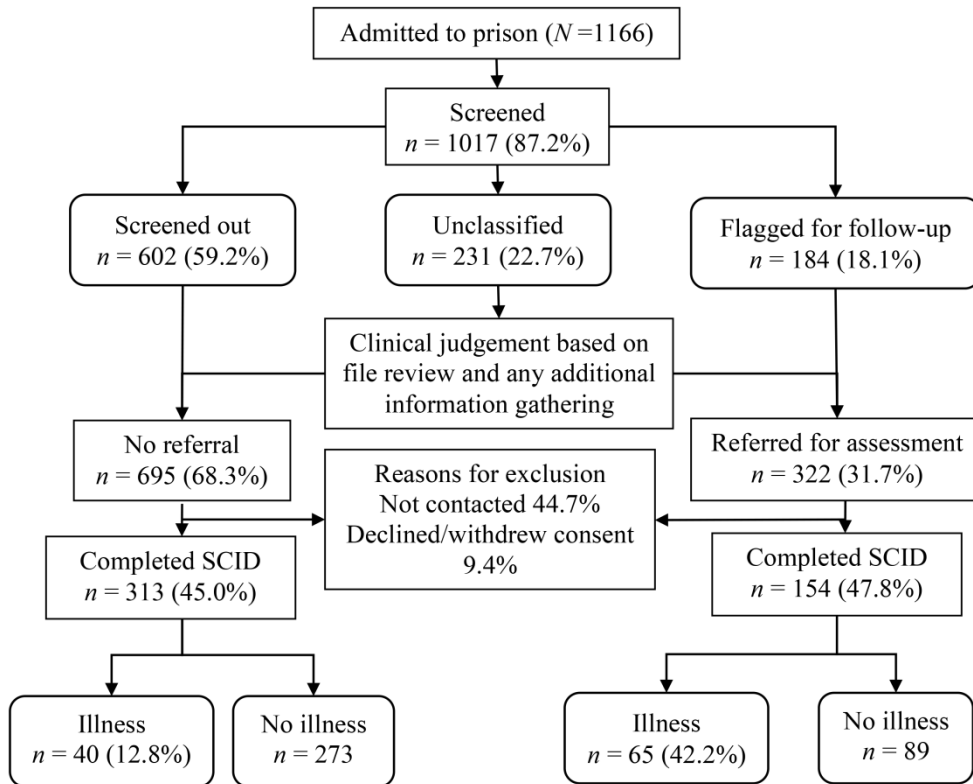 Admitted to prison (N =1166)
Screened
n = 1017 (87.2%)
Screened out
n = 602 (59.2%)
Unclassified
n = 231 (22.7%)
Flagged for follow-up
n = 184 (18.1%)
Clinical judgement based on
file review and any additional
information gathering
No referral
n = 695 (68.3%)
Referred for assessment
n = 322 (31.7%)
Reasons for exclusion
Not contacted 44.7%
Declined/withdrew consent
9.4%
Completed SCID
n = 313 (45.0%)
Completed SCID
n = 154 (47.8%)
Illness
n = 40 (12.8%)
No illness
n = 273
Illness
n = 65 (42.2%)
No illness
n = 89